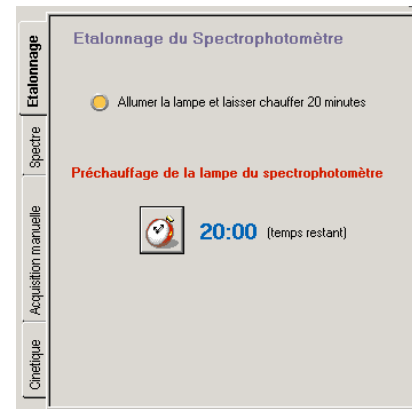 Etalonnage du Spectrophotomètre
Allumer la lampe et laisser chauffer 20 minutes
Préchauffage de la lampe du spectrophotomètre
20:00 (temps restant)
Etalonnage
Spectre
Acquisition manuelle
Cinetique